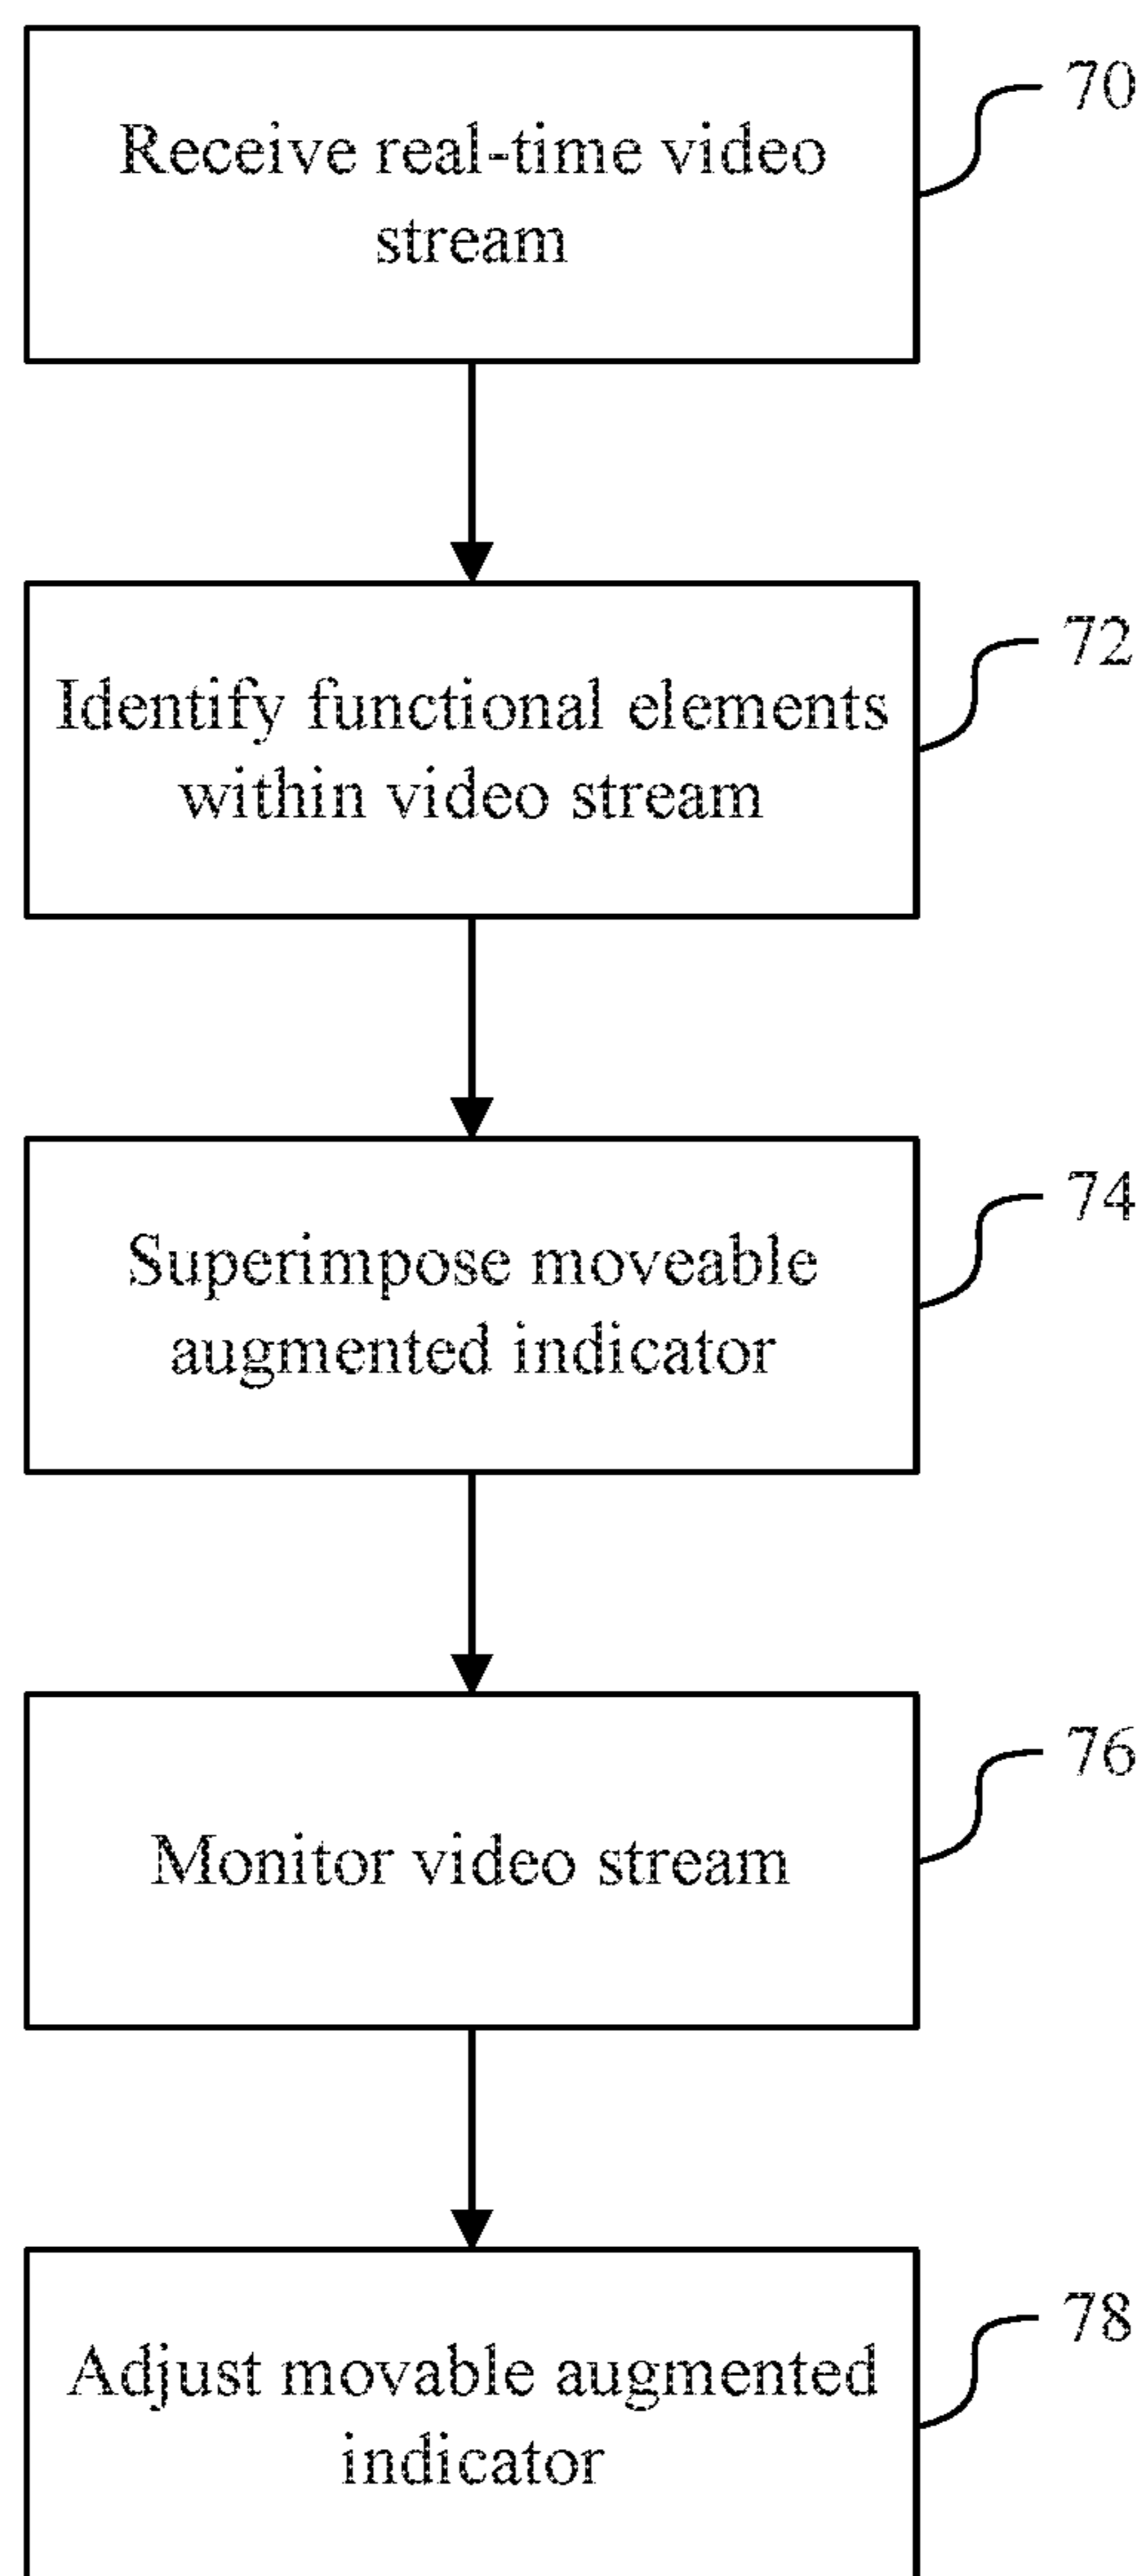 Receive real-time video
stream
70
Identify functional elements
within video stream
72
Superimpose moveable
augmented indicator
74
Monitor video stream
76
Adjust movable augmented
indicator
78